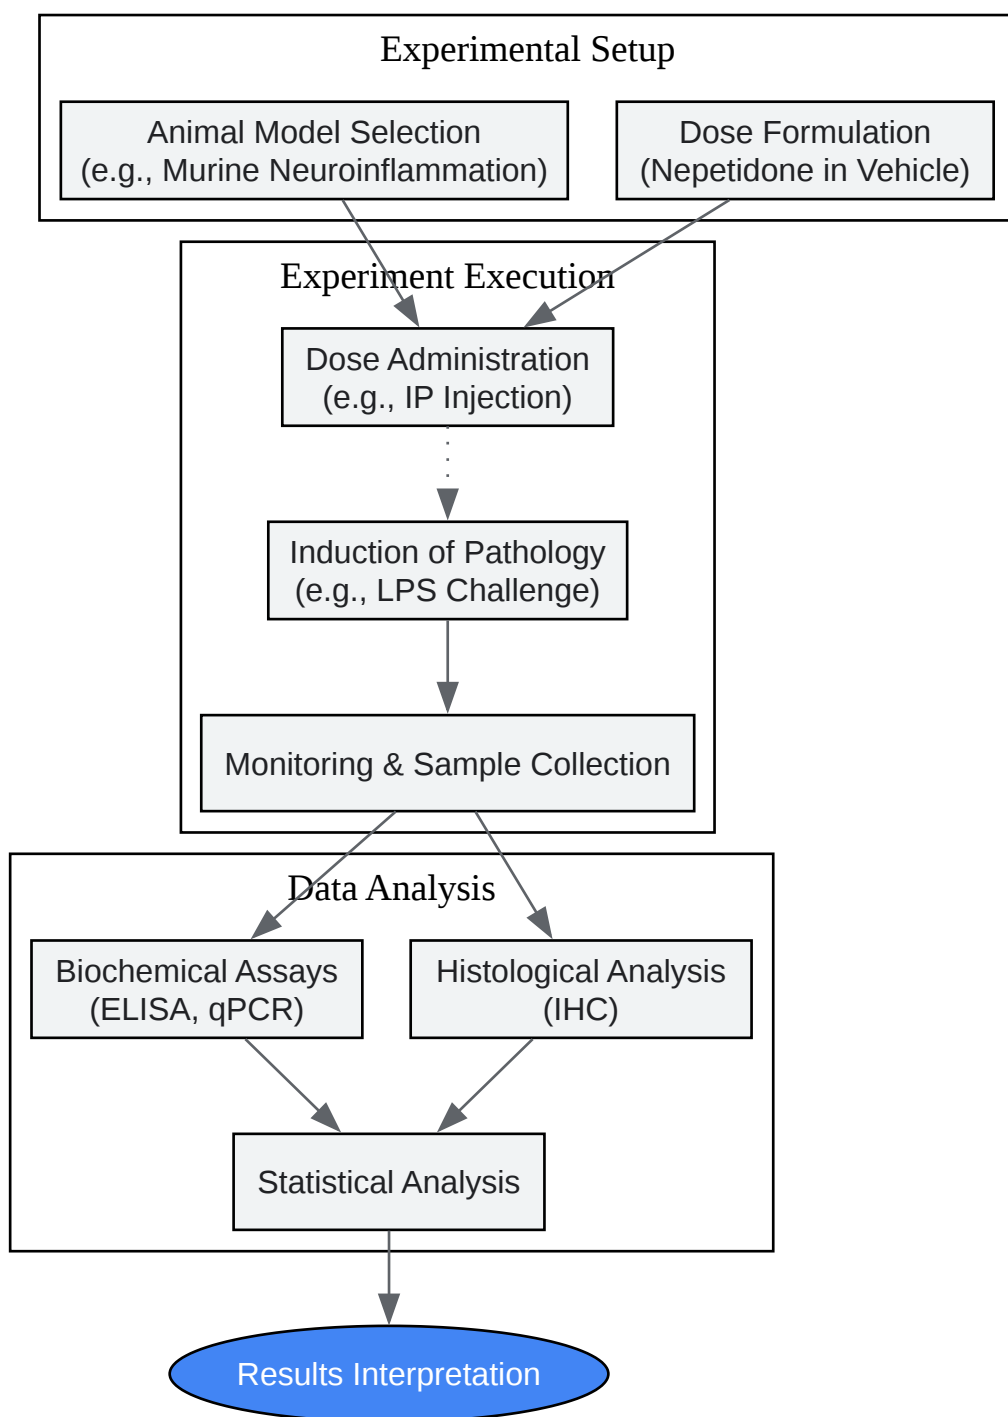 Experimental Setup
Animal Model Selection
(e.g., Murine Neuroinflammation)
Dose Formulation
(Nepetidone in Vehicle)
Experiment Execution
Dose Administration
(e.g., IP Injection)
Induction of Pathology
(e.g., LPS Challenge)
Monitoring & Sample Collection
Data Analysis
Biochemical Assays
(ELISA, qPCR)
Histological Analysis
(IHC)
Statistical Analysis
Results Interpretation